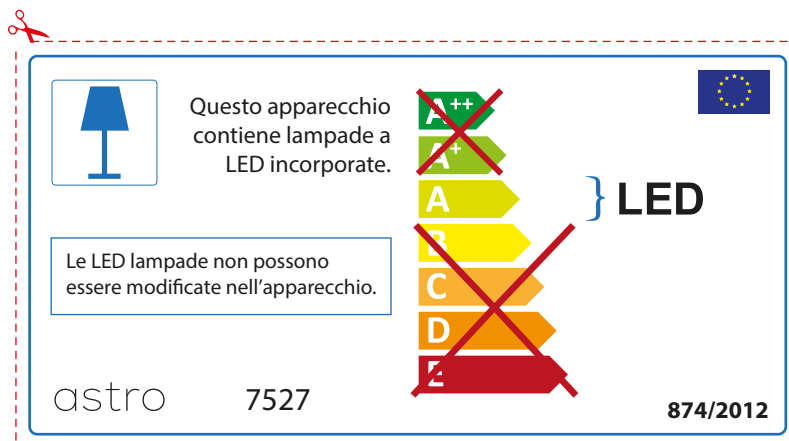 Questo apparecchio
contiene lampade a
LED incorporate.
Le LED lampade non possono
essere modificate nell'apparecchio.
A++
A+
A
B
C
D
E
LED
astro
7527
874/2012